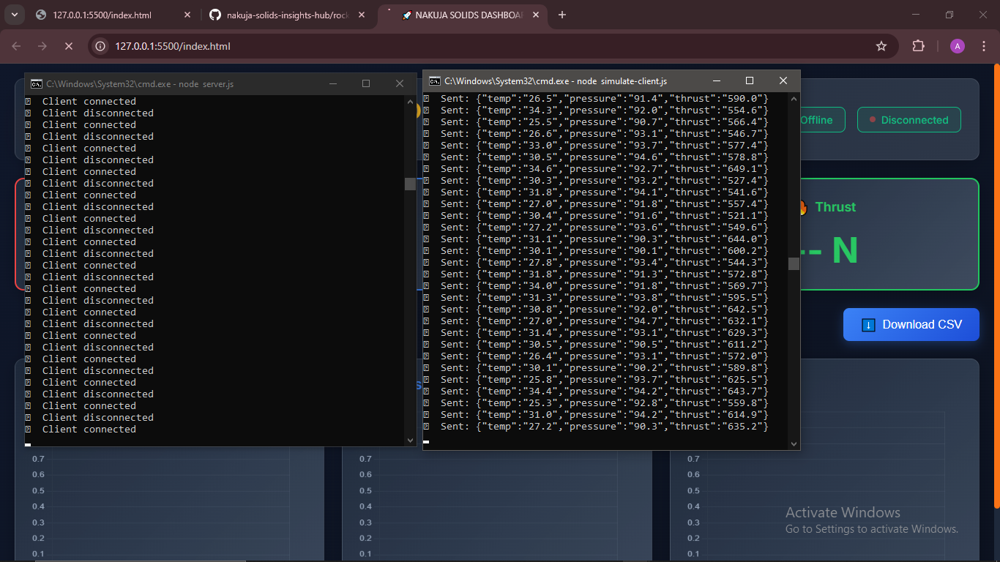 127.0.0.1:5500/index.html
nakuja-solids-insights-hub/rock
NAKUJA SOLIDS DASHBOA
127.0.0.1:5500/index.html
A
C:\Windows\System32\cmd.exe - node server.js
Client connected
Client disconnected
Client connected
Client disconnected
Client connected
Client disconnected
Client connected
Client disconnected
Client connected
Client disconnected
Client connected
Client disconnected
Client connected
Client disconnected
Client connected
Client disconnected
Client connected
Client disconnected
Client connected
Client disconnected
Client connected
Client disconnected
Client connected
Client disconnected
Client connected
Client disconnected
Client connected
Client disconnected
Client connected
C:\Windows\System32\cmd.exe - node simulate-client.js
Sent: {"temp":"26.5","pressure":"91.4","thrust":"590.0"}
Sent: {"temp":"34.3","pressure":"92.0","thrust":"554.6"}
Sent: {"temp":"25.5","pressure":"90.7","thrust":"566.4"}
Sent: {"temp":"26.6","pressure":"93.1","thrust":"546.7"}
Sent: {"temp":"33.0","pressure":"93.7","thrust":"577.4"}
Sent: {"temp":"30.5","pressure":"94.6","thrust":"578.8"}
Sent: {"temp":"34.6","pressure":"92.7","thrust":"649.1"}
Sent: {"temp":"30.3","pressure":"93.2","thrust":"527.4"}
Sent: {"temp":"31.8","pressure":"94.1","thrust":"541.6"}
Sent: {"temp":"27.0","pressure":"91.8","thrust":"557.4"}
Sent: {"temp":"30.4","pressure":"91.6","thrust":"521.1"}
Sent: {"temp":"27.2","pressure":"93.6","thrust":"549.6"}
Sent: {"temp":"31.1","pressure":"90.3","thrust":"644.0"}
Sent: {"temp":"30.1","pressure":"90.1","thrust":"600.2"}
Sent: {"temp":"27.8","pressure":"93.4","thrust":"544.3"}
Sent: {"temp":"31.8","pressure":"91.3","thrust":"572.8"}
Sent: {"temp":"34.0","pressure":"91.8","thrust":"569.7"}
Sent: {"temp":"31.3","pressure":"93.8","thrust":"595.5"}
Sent: {"temp":"30.8","pressure":"92.0","thrust":"642.5"}
Sent: {"temp":"27.0","pressure":"94.7","thrust":"632.1"}
Sent: {"temp":"31.4","pressure":"93.1","thrust":"629.3"}
Sent: {"temp":"30.5","pressure":"90.5","thrust":"611.2"}
Sent: {"temp":"26.4","pressure":"93.1","thrust":"572.0"}
Sent: {"temp":"30.1","pressure":"90.2","thrust":"589.8"}
Sent: {"temp":"25.8","pressure":"93.7","thrust":"625.5"}
Sent: {"temp":"34.4","pressure":"94.2","thrust":"643.7"}
Sent: {"temp":"25.3","pressure":"92.8","thrust":"559.8"}
Sent: {"temp":"31.0","pressure":"94.2","thrust":"614.9"}
Sent: {"temp":"27.2","pressure":"90.3","thrust":"635.2"}
Offline
Disconnected
Thrust
-- N
Download CSV
s
0.7
0.6
0.5
0.4
0.3
0.2
0.1
0.7
0.6
0.5
0.4
0.3
0.2
0.1
0.7
0.6
0.5
0.4
0.3
0.2
0.1
Activate Windows
Go to Settings to activate Windows.